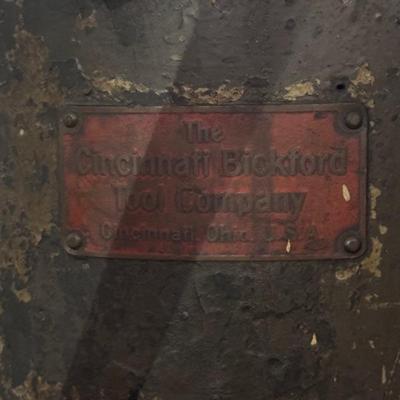 The
Cincinnati Bickford
Tool Company
Cincinnati, Ohio. U.S.A.